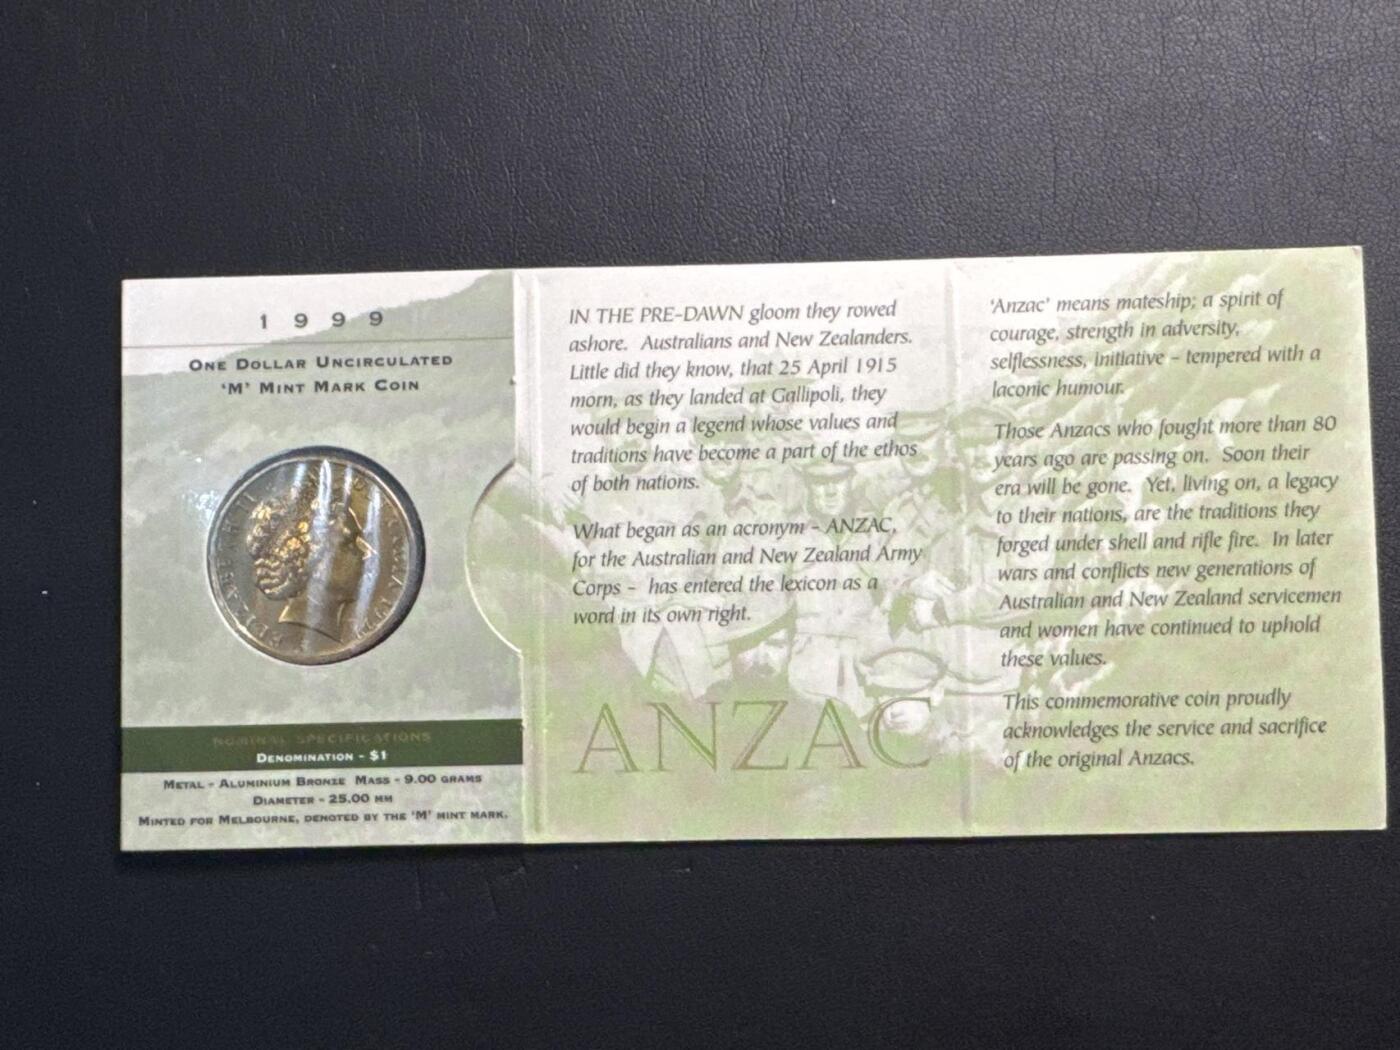 1 9 9 9
ONE DOLLAR UNCIRCULATED
'M' MINT MARK COIN
ELIZABETH II
AUSTRALIA 1999
NOMINAL SPECIFICATIONS
DENOMINATION - $1
METAL - ALUMINIUM BRONZE MASS - 9.00 GRAMS
DIAMETER - 25.00 MM
MINTED FOR MELBOURNE, DENOTED BY THE 'M' MINT MARK.
IN THE PRE-DAWN gloom they rowed
ashore. Australians and New Zealanders.
Little did they know, that 25 April 1915
morn, as they landed at Gallipoli, they
would begin a legend whose values and
traditions have become a part of the ethos
of both nations.
What began as an acronym - ANZAC,
for the Australian and New Zealand Army
Corps - has entered the lexicon as a
word in its own right.
ANZAC
'Anzac' means mateship; a spirit of
courage, strength in adversity,
selflessness, initiative - tempered with a
laconic humour.
Those Anzacs who fought more than 80
years ago are passing on. Soon their
era will be gone. Yet, living on, a legacy
to their nations, are the traditions they
forged under shell and rifle fire. In later
wars and conflicts new generations of
Australian and New Zealand servicemen
and women have continued to uphold
these values.
This commemorative coin proudly
acknowledges the service and sacrifice
of the original Anzacs.